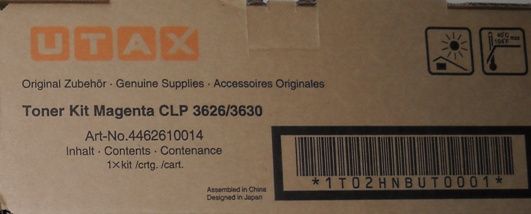 UTAX
Original Zubehör · Genuine Supplies · Accessoires Originales
Toner Kit Magenta CLP 3626/3630
Art-No.4462610014
Inhalt · Contents · Contenance
1×kit /crtg. /cart.
Assembled in China
Designed in Japan
*1T02HNBUT0001*